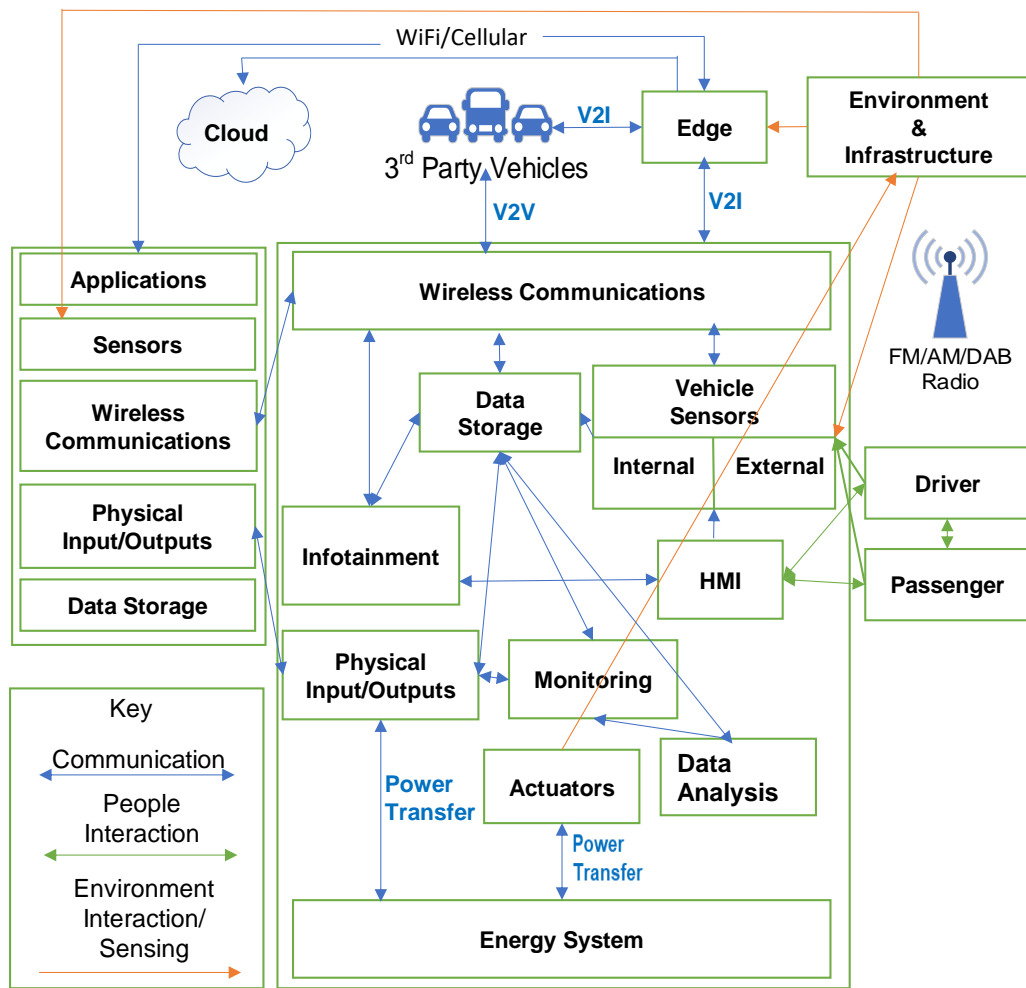 WiFi/Cellular
Cloud
3rd Party Vehicles
V2I
Edge
Environment
&
Infrastructure
V2V
V2I
Applications
Sensors
Wireless
Communications
Physical
Input/Outputs
Data Storage
Wireless Communications
Data
Storage
Vehicle
Sensors
Internal
External
FM/AM/DAB
Radio
Driver
Passenger
Infotainment
HMI
Physical
Input/Outputs
Monitoring
Actuators
Data
Analysis
Power
Transfer
Power
Transfer
Energy System
Key
Communication
People
Interaction
Environment
Interaction/
Sensing